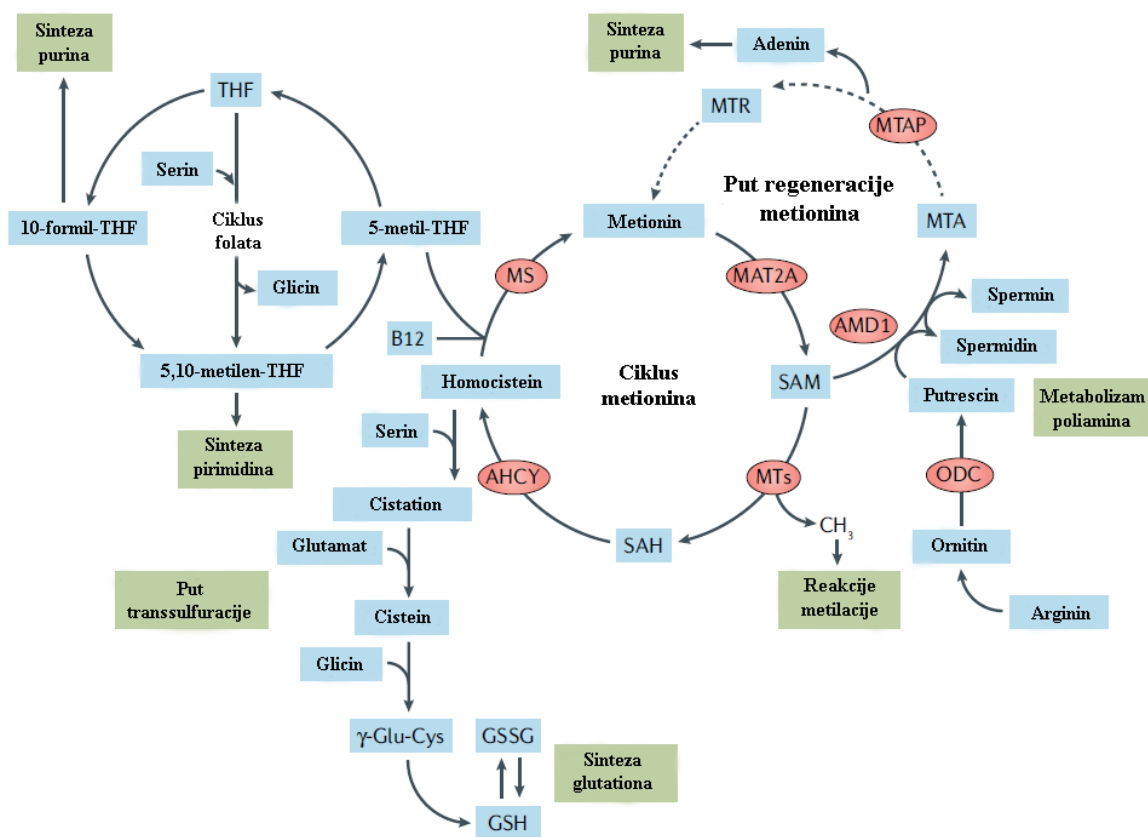 Sinteza
purina
Sinteza
purina
Adenin
THF
MTR
MTAP
Serin
Put regeneracije
metionina
10-formil-THF
Ciklus
folata
5-metil-THF
Metionin
MTA
MS
MAT2A
Glicin
Spermin
AMD1
B12
Spermidin
5,10-metilen-THF
Homocistein
Ciklus
metionina
SAM
Putrescin
Metabolizam
poliamina
Serin
Sinteza
pirimidina
AHCY
MTs
ODC
Cistation
CH3
Glutamat
SAH
Ornitin
Put
transsulfuracije
Reakcije
metilacije
Cistein
Arginin
Glicin
γ-Glu-Cys
GSSG
Sinteza
glutationa
GSH